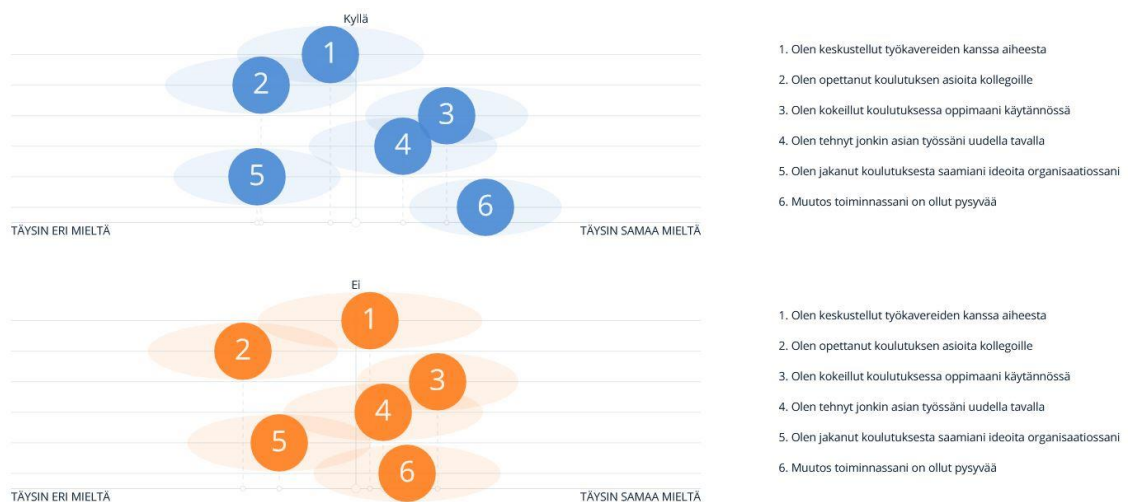 Kyllä
1
2
3
4
5
6
TÄYSIN ERI MIELTÄ
TÄYSIN SAMAA MIELTÄ
1. Olen keskustellut työkavereiden kanssa aiheesta
2. Olen opettanut koulutuksen asioita kollegoille
3. Olen kokeillut koulutuksessa oppimaani käytännössä
4. Olen tehnyt jonkin asian työssäni uudella tavalla
5. Olen jakanut koulutuksesta saamiani ideoita organisaatiossani
6. Muutos toiminnassani on ollut pysyvää
Ei
1
2
3
4
5
6
TÄYSIN ERI MIELTÄ
TÄYSIN SAMAA MIELTÄ
1. Olen keskustellut työkavereiden kanssa aiheesta
2. Olen opettanut koulutuksen asioita kollegoille
3. Olen kokeillut koulutuksessa oppimaani käytännössä
4. Olen tehnyt jonkin asian työssäni uudella tavalla
5. Olen jakanut koulutuksesta saamiani ideoita organisaatiossani
6. Muutos toiminnassani on ollut pysyvää